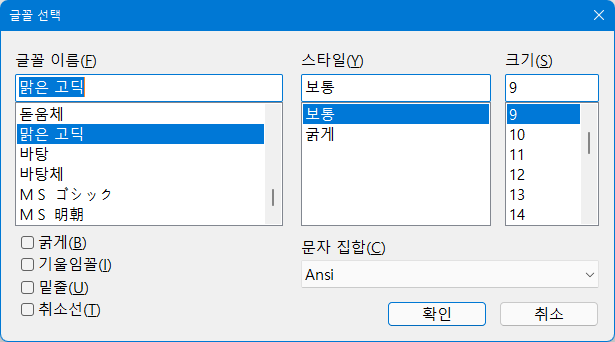 글꼴 선택
글꼴 이름(F)
맑은 고딕
돋움체
맑은 고딕
바탕
바탕체
ＭＳ ゴシック
ＭＳ 明朝
스타일(Y)
보통
보통
굵게
크기(S)
9
9
10
11
12
13
14
굵게(B)
기울임꼴(I)
밑줄(U)
취소선(T)
문자 집합(C)
Ansi
확인
취소